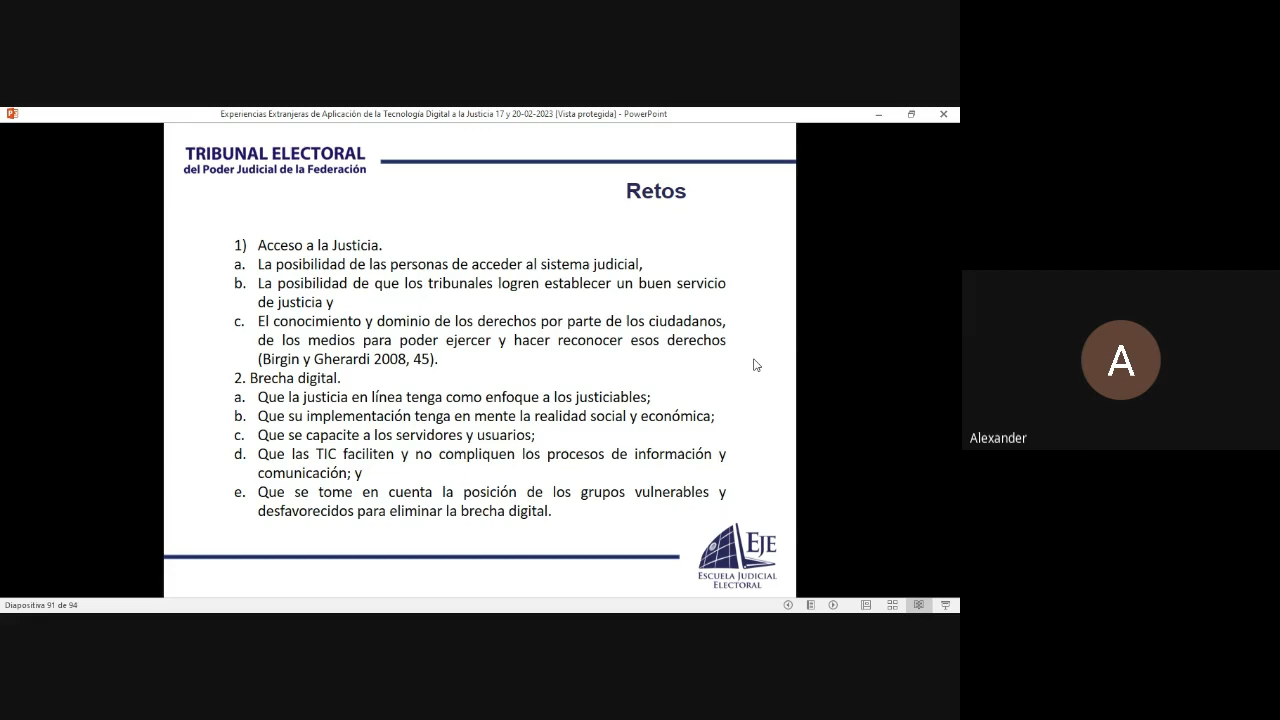 Experiencias Extranjeras de Aplicación de la Tecnología Digital a la Justicia 17 y 20-02-2023 [Vista protegida] - PowerPoint
TRIBUNAL ELECTORAL
del Poder Judicial de la Federación
Retos
1) Acceso a la Justicia.
a. La posibilidad de las personas de acceder al sistema judicial,
b. La posibilidad de que los tribunales logren establecer un buen servicio
de justicia y
c. El conocimiento y dominio de los derechos por parte de los ciudadanos,
de los medios para poder ejercer y hacer reconocer esos derechos
(Birgin y Gherardi 2008, 45).
2. Brecha digital.
a. Que la justicia en línea tenga como enfoque a los justiciables;
b. Que su implementación tenga en mente la realidad social y económica;
c. Que se capacite a los servidores y usuarios;
d. Que las TIC faciliten y no compliquen los procesos de información y
comunicación; y
e. Que se tome en cuenta la posición de los grupos vulnerables y
desfavorecidos para eliminar la brecha digital.
EJE
ESCUELA JUDICIAL
ELECTORAL
Diapositiva 91 de 94
A
Alexander